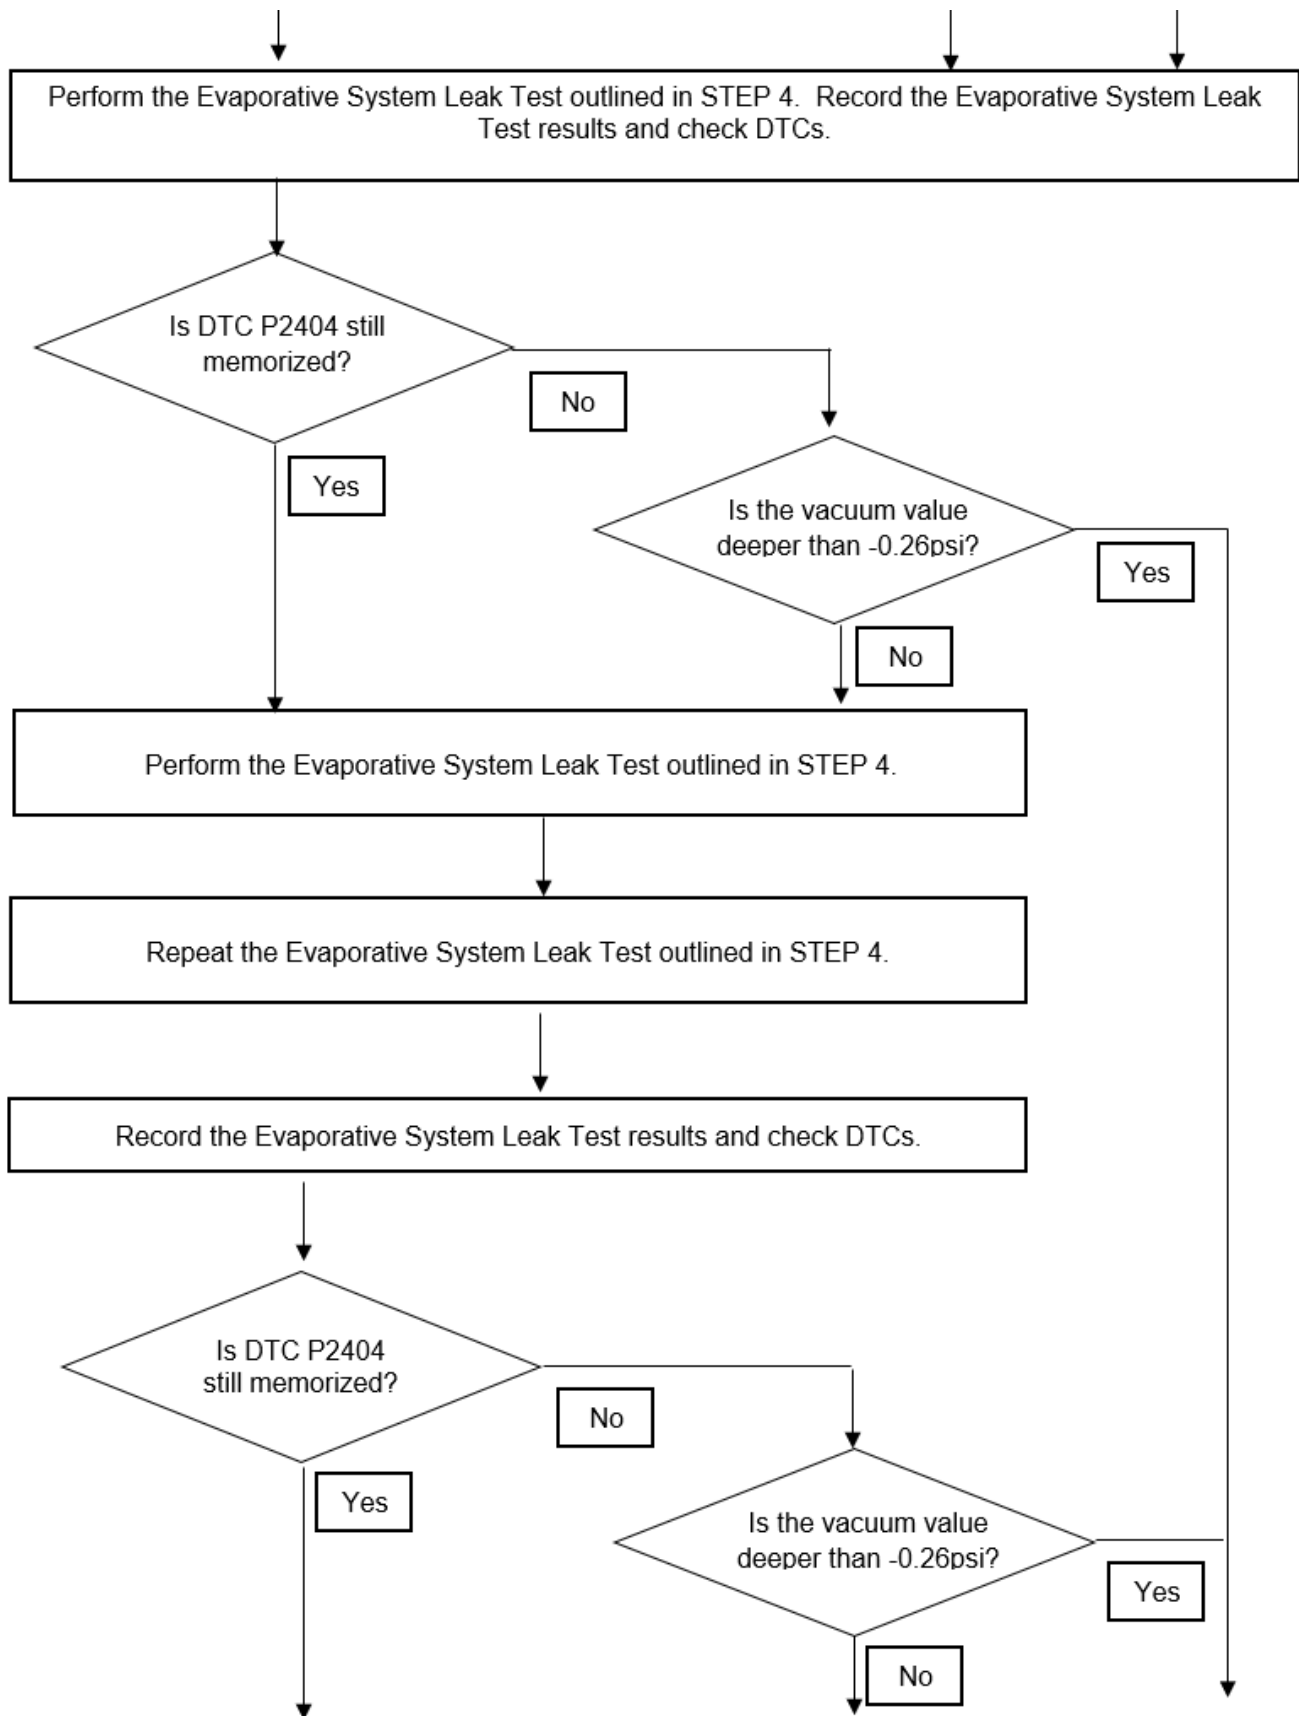 Perform the Evaporative System Leak Test outlined in STEP 4.  Record the Evaporative System Leak
Test results and check DTCs.
Is DTC P2404 still
memorized?
No
Yes
Is the vacuum value
deeper than -0.26psi?
Yes
No
Perform the Evaporative System Leak Test outlined in STEP 4.
Repeat the Evaporative System Leak Test outlined in STEP 4.
Record the Evaporative System Leak Test results and check DTCs.
Is DTC P2404
still memorized?
No
Yes
Is the vacuum value
deeper than -0.26psi?
Yes
No